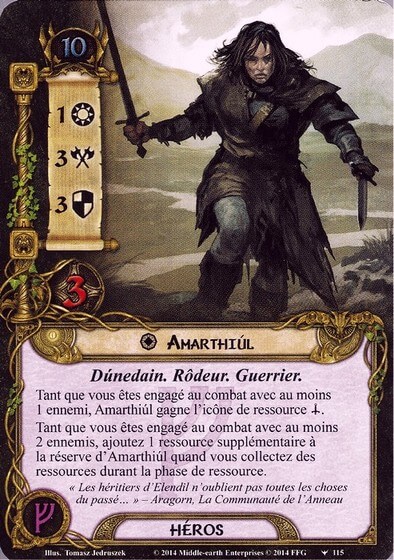 10
1
3
3
3
AMARTHIÚL
Dúnedain. Rôdeur. Guerrier.
Tant que vous êtes engagé au combat avec au moins
1 ennemi, Amarthiúl gagne l'icône de ressource
Tant que vous êtes engagé au combat avec au moins
2 ennemis, ajoutez 1 ressource supplémentaire à
la réserve d'Amarthiúl quand vous collectez des
ressources durant la phase de ressource.
« Les héritiers d'Elendil n'oublient pas toutes les choses
du passé… » – Aragorn, La Communauté de l'Anneau
HÉROS
Illus. Tomasz Jedruszek © 2014 Middle-earth Enterprises © 2014 FFG 115